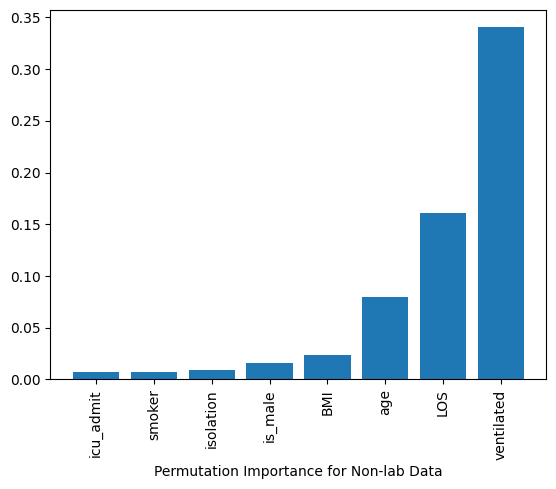 0.35
0.30
0.25
0.20
0.15
0.10
0.05
0.00
icu_admit
smoker
isolation
is_male
BMI
age
LOS
ventilated
Permutation Importance for Non-lab Data